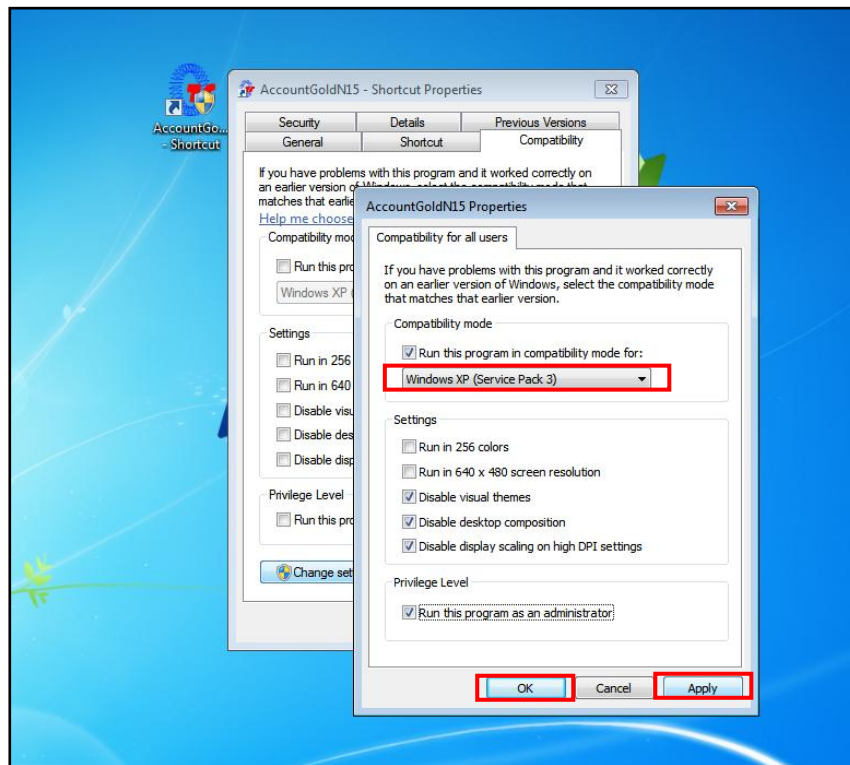 AccountGo...
- Shortcut
AccountGoldN15 - Shortcut Properties
Security Details Previous Versions
General Shortcut Compatibility
If you have problems with this program and it worked correctly on
an earlier version of
matches that earlie
Help me choose
Compatibility mod
Run this pro
Windows XP (
Settings
Run in 256
Run in 640
Disable visu
Disable des
Disable disp
Privilege Level
Run this pro
Change set
AccountGoldN15 Properties
Compatibility for all users
If you have problems with this program and it worked correctly
on an earlier version of Windows, select the compatibility mode
that matches that earlier version.
Compatibility mode
Run this program in compatibility mode for:
Windows XP (Service Pack 3)
Settings
Run in 256 colors
Run in 640 x 480 screen resolution
Disable visual themes
Disable desktop composition
Disable display scaling on high DPI settings
Privilege Level
Run this program as an administrator
OK Cancel Apply